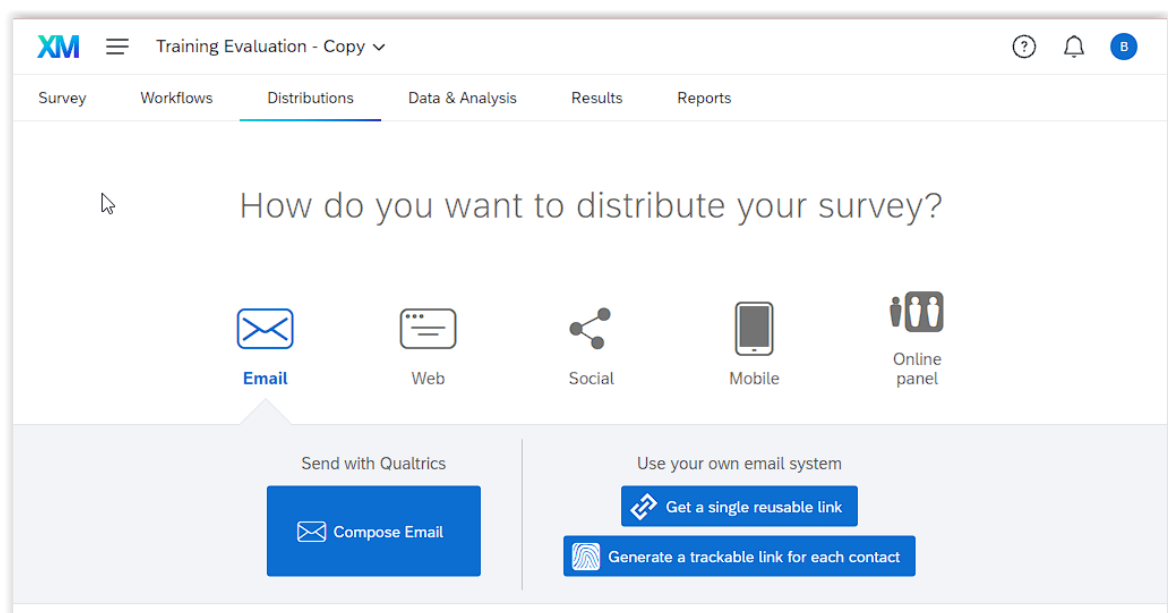 XM Training Evaluation - Copy B
Survey Workflows Distributions Data & Analysis Results Reports
How do you want to distribute your survey?
Email Web Social Mobile Online panel
Send with Qualtrics
Compose Email
Use your own email system
Get a single reusable link
Generate a trackable link for each contact